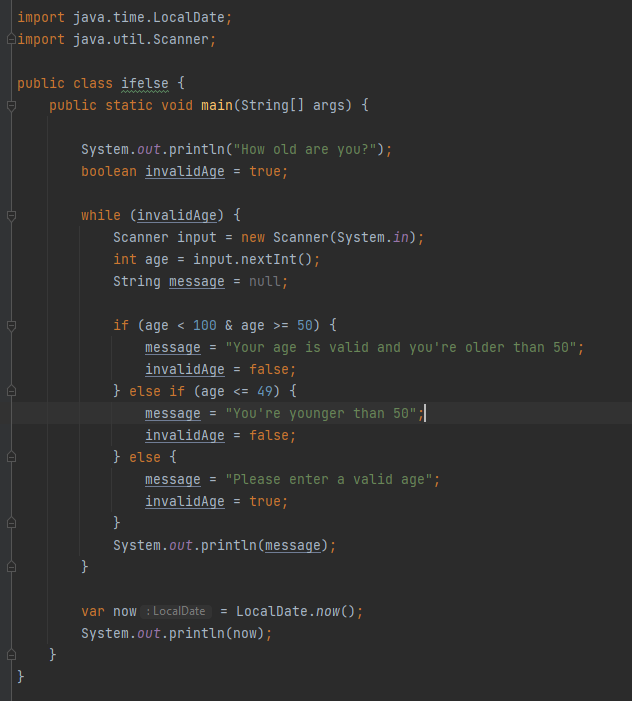 import java.time.LocalDate;
import java.util.Scanner;

public class ifelse {
    public static void main(String[] args) {

        System.out.println("How old are you?");
        boolean invalidAge = true;

        while (invalidAge) {
            Scanner input = new Scanner(System.in);
            int age = input.nextInt();
            String message = null;

            if (age < 100 & age >= 50) {
                message = "Your age is valid and you're older than 50";
                invalidAge = false;
            } else if (age <= 49) {
                message = "You're younger than 50";
                invalidAge = false;
            } else {
                message = "Please enter a valid age";
                invalidAge = true;
            }
            System.out.println(message);
        }

        var now : LocalDate = LocalDate.now();
        System.out.println(now);
    }
}